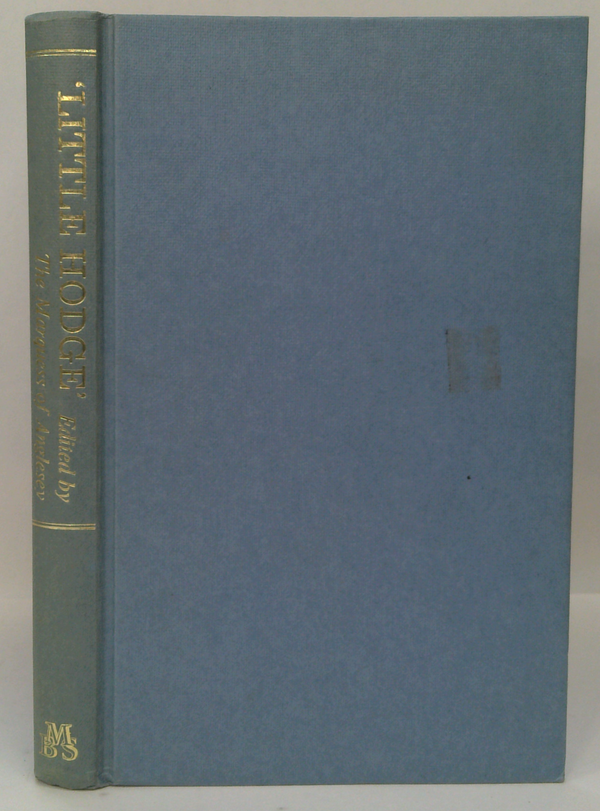 ‘LITTLE HODGE’ Edited by
The Marquess of Anglesey
M
BS